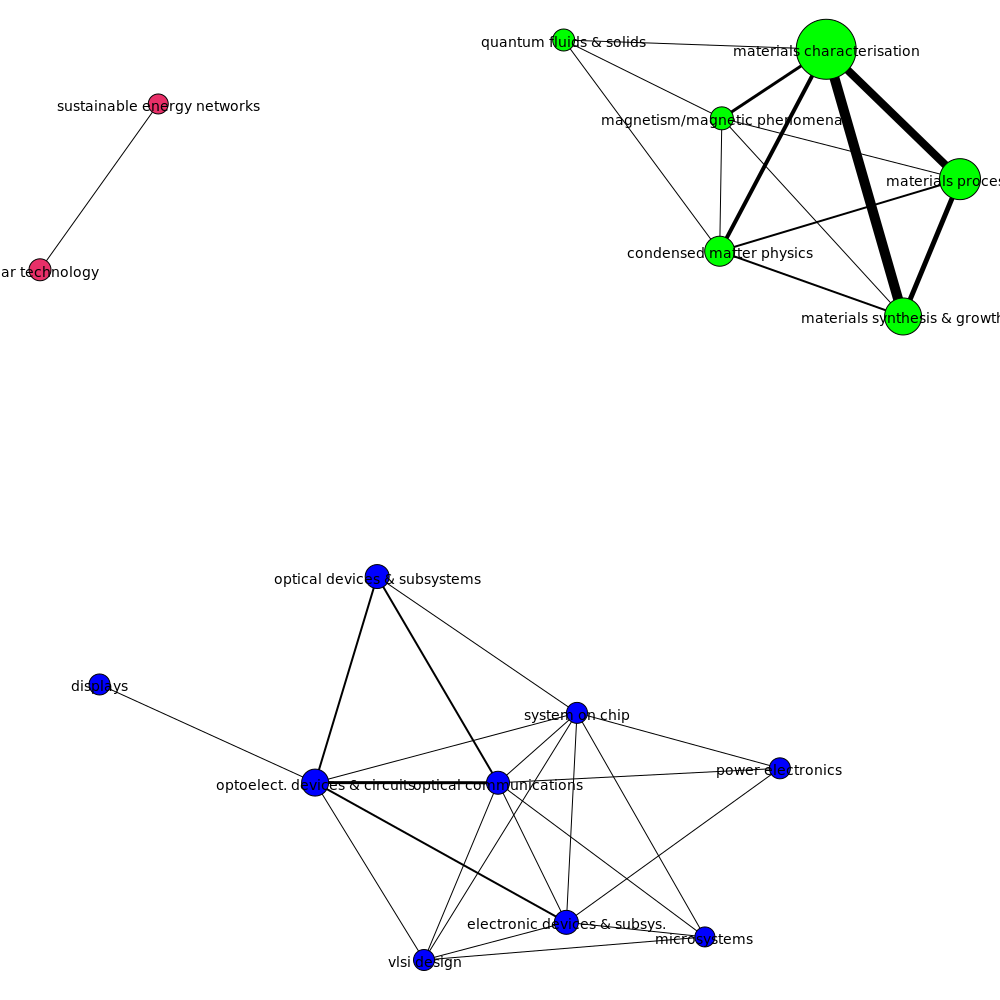 quantum fluids & solids
materials characterisation
sustainable energy networks
magnetism/magnetic phenomena
materials proces
condensed matter physics
ar technology
materials synthesis & growth
optical devices & subsystems
displays
system on chip
power electronics
optoelect. devices & circuits
optical communications
electronic devices & subsys.
microsystems
vlsi design